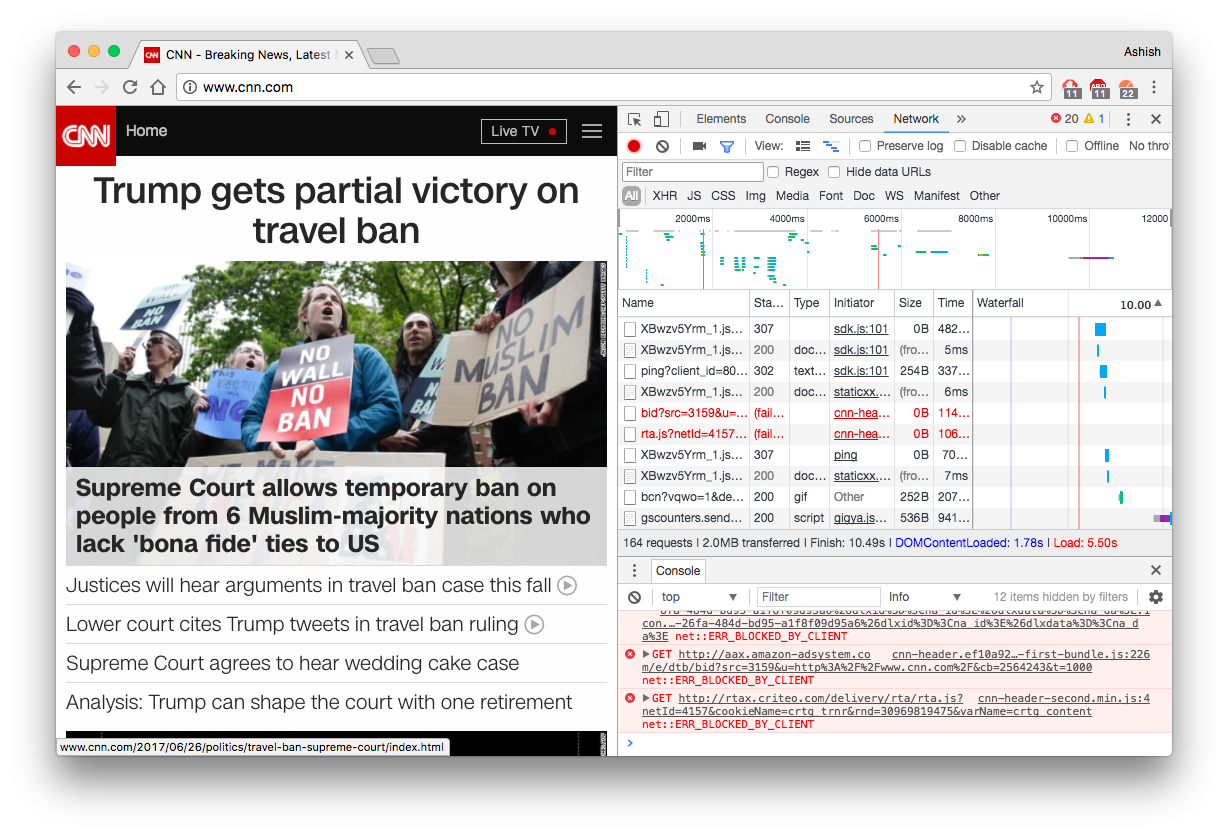 CNN - Breaking News, Latest
Ashish
www.cnn.com
11
11
22
CNN
Home
Live TV
Trump gets partial victory on
travel ban
NO
BAN
NO
WALL
NO
BAN
NO
MUSLIM
BAN
Supreme Court allows temporary ban on
people from 6 Muslim-majority nations who
lack 'bona fide' ties to US
Justices will hear arguments in travel ban case this fall
Lower court cites Trump tweets in travel ban ruling
Supreme Court agrees to hear wedding cake case
Analysis: Trump can shape the court with one retirement
www.cnn.com/2017/06/26/politics/travel-ban-supreme-court/index.html
Elements Console Sources Network » 20 1
View: Preserve log Disable cache Offline No thro
Filter Regex Hide data URLs
All XHR JS CSS Img Media Font Doc WS Manifest Other
2000ms 4000ms 6000ms 8000ms 10000ms 12000
Name Sta... Type Initiator Size Time Waterfall 10.00
XBwzv5Yrm_1.js... 307 sdk.js:101 0B 482...
XBwzv5Yrm_1.js... 200 doc... sdk.js:101 (fro... 5ms
ping?client_id=80... 302 text... sdk.js:101 254B 337...
XBwzv5Yrm_1.js... 200 doc... staticxx.... (fro... 6ms
bid?src=3159&u=... (fail... cnn-hea... 0B 114...
rta.js?netId=4157... (fail... cnn-hea... 0B 106...
XBwzv5Yrm_1.js... 307 ping 0B 70...
XBwzv5Yrm_1.js... 200 doc... staticxx.... (fro... 7ms
bcn?vqwo=1&de... 200 gif Other 252B 207...
gscounters.send... 200 script gigya.js... 536B 941...
164 requests | 2.0MB transferred | Finish: 10.49s | DOMContentLoaded: 1.78s | Load: 5.50s
Console
top Filter Info 12 items hidden by filters
con.…-26fa-484d-bd95-a1f8f09d95a6%26dlxid%3D%3Cna_id%3E%26dlxdata%3D%3Cna_d
a%3E net::ERR_BLOCKED_BY_CLIENT
GET http://aax.amazon-adsystem.co cnn-header.ef10a92…-first-bundle.js:226
m/e/dtb/bid?src=3159&u=http%3A%2F%2Fwww.cnn.com%2F&cb=2564243&t=1000
net::ERR_BLOCKED_BY_CLIENT
GET http://rtax.criteo.com/delivery/rta/rta.js? cnn-header-second.min.js:4
netId=4157&cookieName=crtg_trnr&rnd=30969819475&varName=crtg_content
net::ERR_BLOCKED_BY_CLIENT